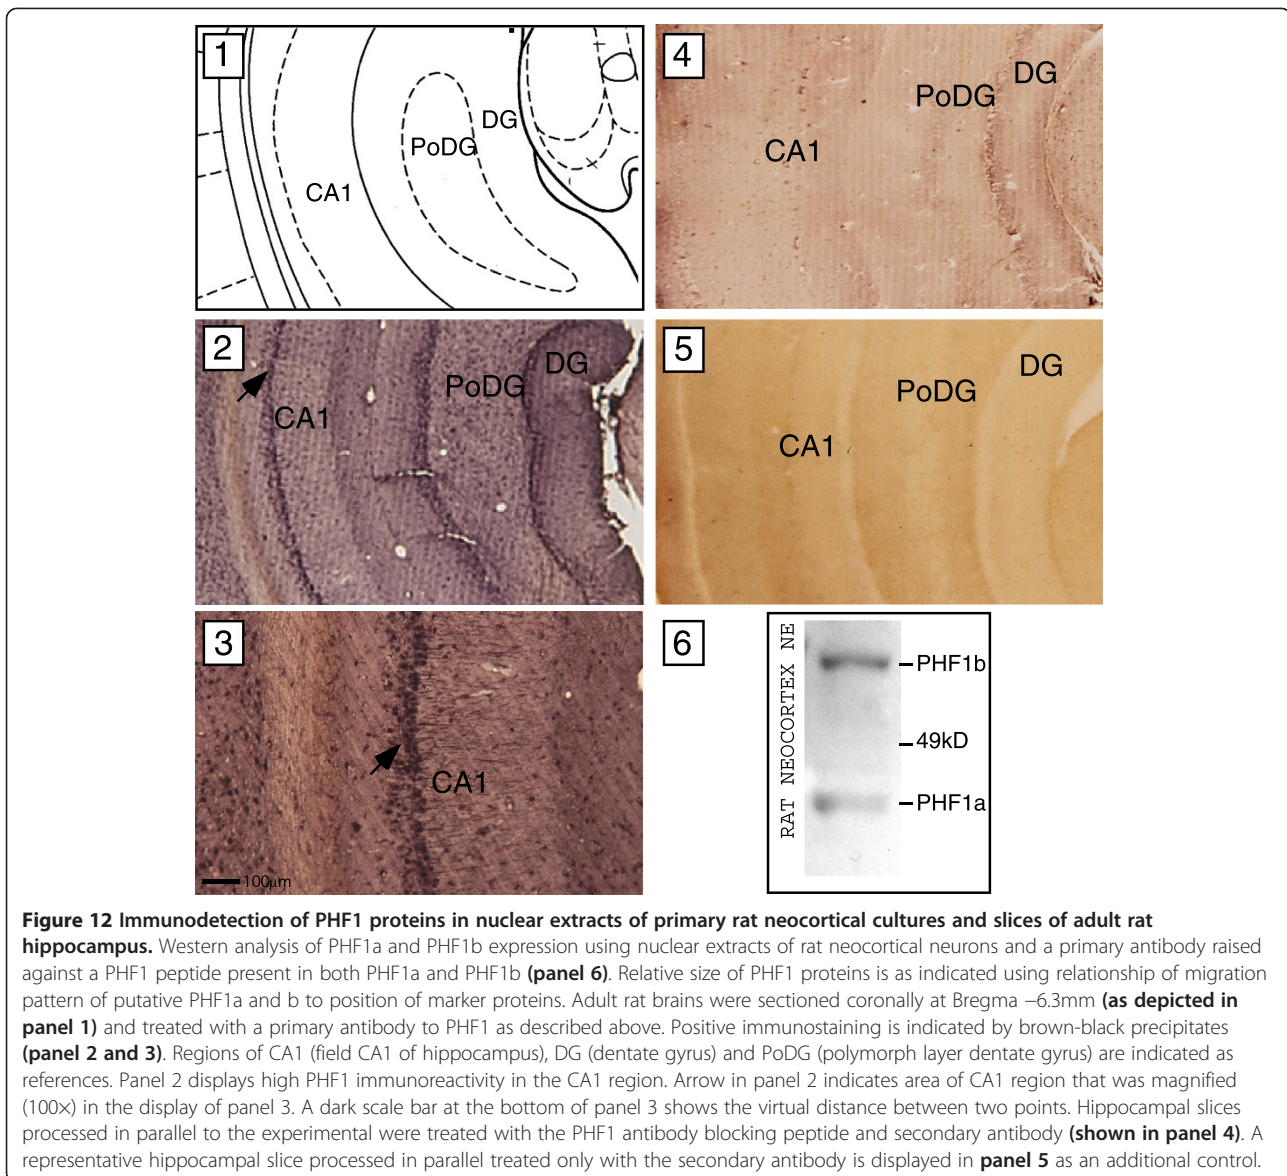 1
CA1
PoDG
DG
4
CA1
PoDG
DG
2
CA1
PoDG
DG
5
CA1
PoDG
DG
3
CA1
100µm
6
RAT NEOCORTEX NE
PHF1b
49kD
PHF1a
Figure 12 Immunodetection of PHF1 proteins in nuclear extracts of primary rat neocortical cultures and slices of adult rat
hippocampus. Western analysis of PHF1a and PHF1b expression using nuclear extracts of rat neocortical neurons and a primary antibody raised
against a PHF1 peptide present in both PHF1a and PHF1b (panel 6). Relative size of PHF1 proteins is as indicated using relationship of migration
pattern of putative PHF1a and b to position of marker proteins. Adult rat brains were sectioned coronally at Bregma −6.3mm (as depicted in
panel 1) and treated with a primary antibody to PHF1 as described above. Positive immunostaining is indicated by brown-black precipitates
(panel 2 and 3). Regions of CA1 (field CA1 of hippocampus), DG (dentate gyrus) and PoDG (polymorph layer dentate gyrus) are indicated as
references. Panel 2 displays high PHF1 immunoreactivity in the CA1 region. Arrow in panel 2 indicates area of CA1 region that was magnified
(100×) in the display of panel 3. A dark scale bar at the bottom of panel 3 shows the virtual distance between two points. Hippocampal slices
processed in parallel to the experimental were treated with the PHF1 antibody blocking peptide and secondary antibody (shown in panel 4). A
representative hippocampal slice processed in parallel treated only with the secondary antibody is displayed in panel 5 as an additional control.